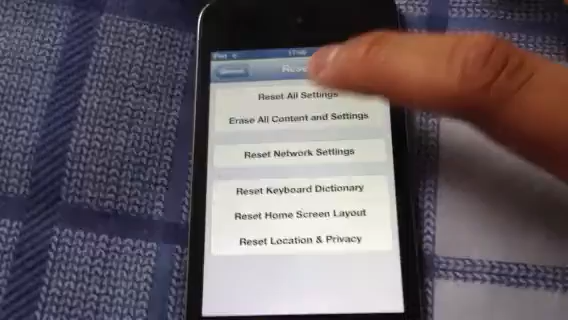 iPod
Reset All Settings
Erase All Content and Settings
Reset Network Settings
Reset Keyboard Dictionary
Reset Home Screen Layout
Reset Location & Privacy